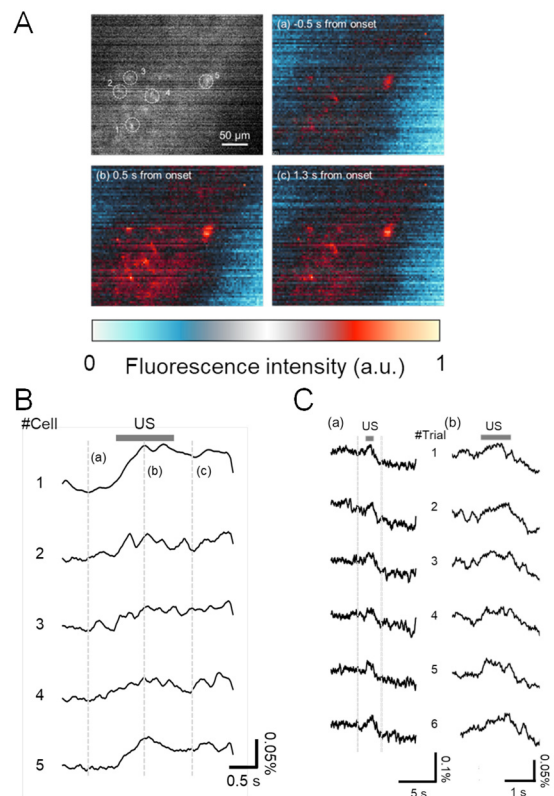 A
(a) -0.5 s from onset
3
2
4
5
1
50 µm
(b) 0.5 s from onset
(c) 1.3 s from onset
0
Fluorescence intensity (a.u.)
1
B
#Cell
US
(a)
(b)
(c)
1
2
3
4
5
0.05%
0.5 s
C
(a)
US
#Trial
(b)
US
1
2
3
4
5
6
0.1%
5 s
0.05%
1 s